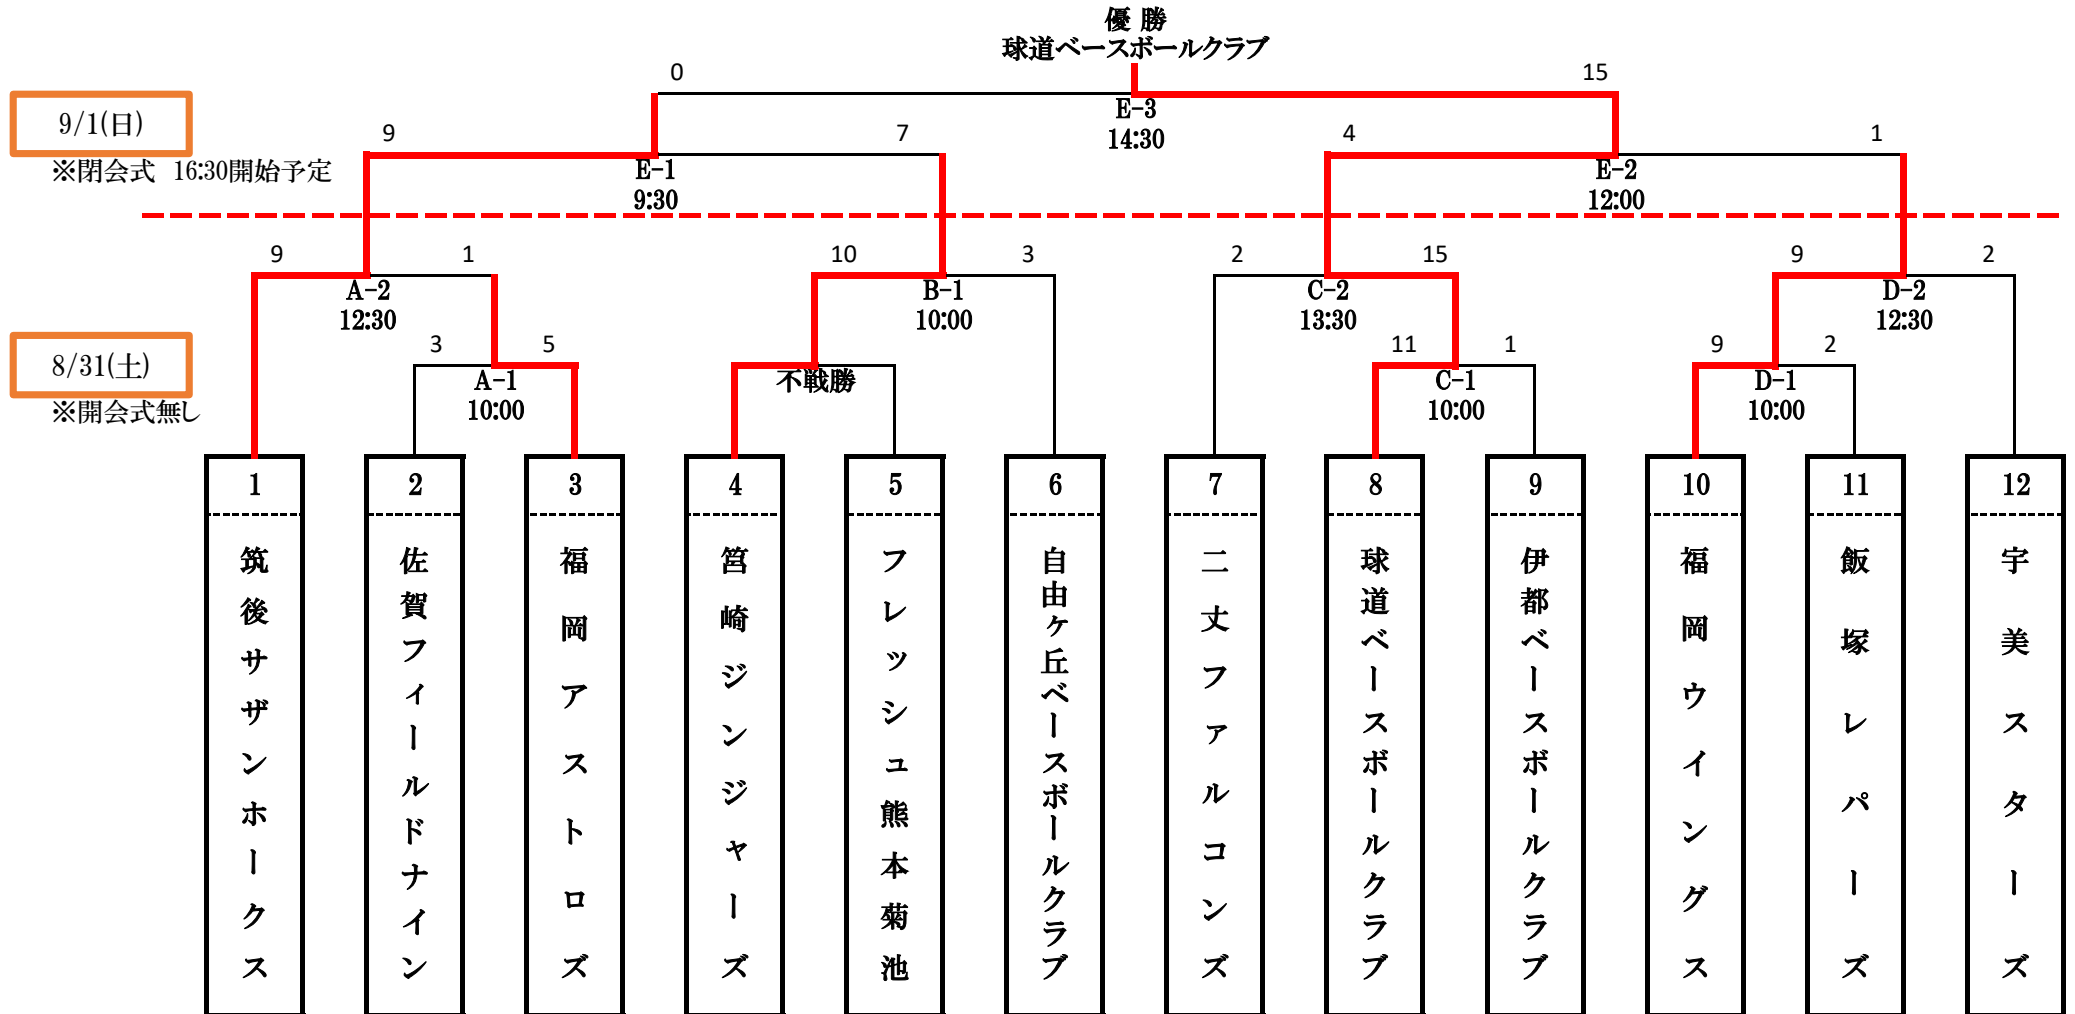 優 勝
球道ベースボールクラブ
0
15
E-3
14:30
9/1(日)
※閉会式 16:30開始予定
9
7
4
1
E-1
9:30
E-2
12:00
9
1
10
3
2
15
9
2
A-2
12:30
B-1
10:00
C-2
13:30
D-2
12:30
8/31(土)
※開会式無し
3
5
11
1
9
2
A-1
10:00
不戦勝
C-1
10:00
D-1
10:00
1
筑後サザンホークス
2
佐賀フィールドナイン
3
福岡アストロズ
4
筥崎ジンジャーズ
5
フレッシュ熊本菊池
6
自由ヶ丘ベースボールクラブ
7
二丈ファルコンズ
8
球道ベースボールクラブ
9
伊都ベースボールクラブ
10
福岡ウイングス
11
飯塚レパーズ
12
宇美スターズ